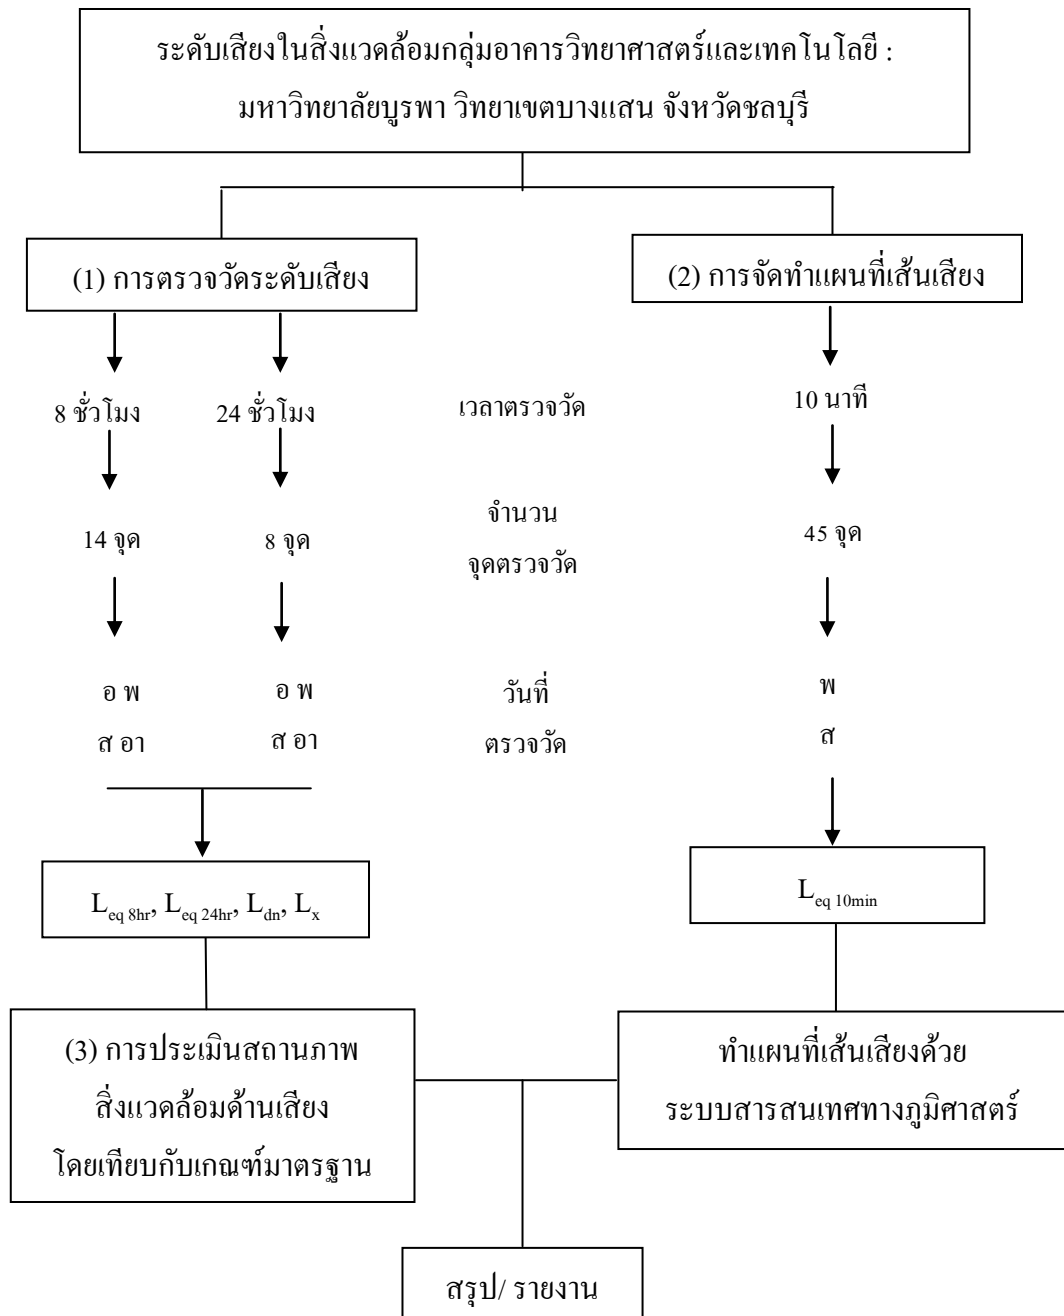 ระดับเสียงในสิ่งแวดล้อมกลุ่มอาคารวิทยาศาสตร์และเทคโนโลยี :
มหาวิทยาลัยบูรพา วิทยาเขตบางแสน จังหวัดชลบุรี
(1) การตรวจวัดระดับเสียง
(2) การจัดทำแผนที่เส้นเสียง
8 ชั่วโมง
24 ชั่วโมง
เวลาตรวจวัด
10 นาที
14 จุด
8 จุด
จำนวน
จุดตรวจวัด
45 จุด
อ พ
ส อา
อ พ
ส อา
วันที่
ตรวจวัด
พ
ส
L eq 8hr, L eq 24hr, L dn, L x
L eq 10min
(3) การประเมินสถานภาพ
สิ่งแวดล้อมด้านเสียง
โดยเทียบกับเกณฑ์มาตรฐาน
ทำแผนที่เส้นเสียงด้วย
ระบบสารสนเทศทางภูมิศาสตร์
สรุป/ รายงาน